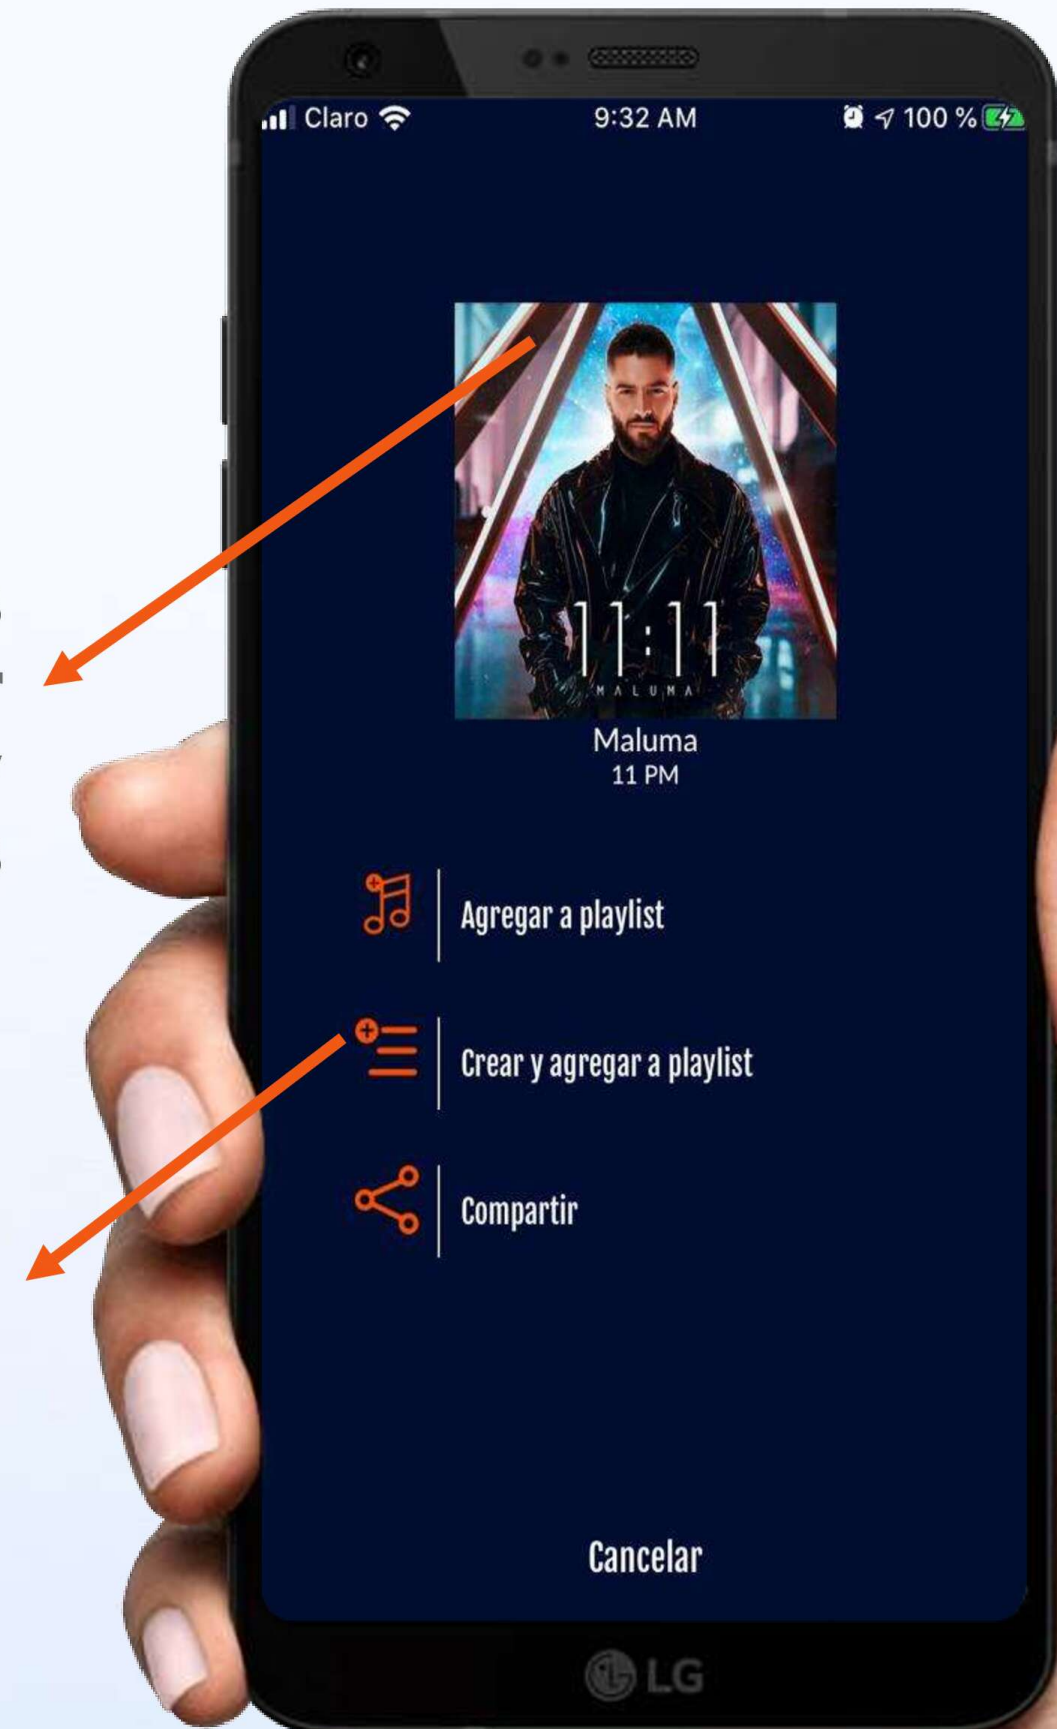 Claro
9:32 AM
100 %
11:11
MALUMA
Maluma
11 PM
Agregar a playlist
Crear y agregar a playlist
Compartir
Cancelar
LG